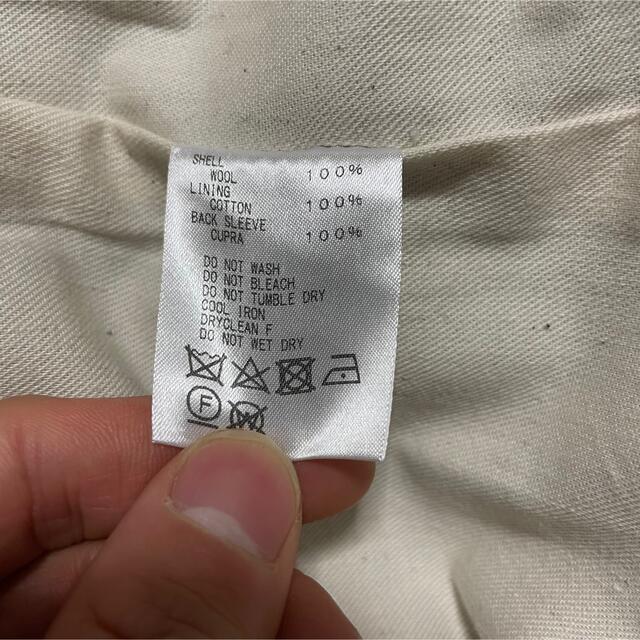 SHELL
WOOL 100%
LINING
COTTON 100%
BACK SLEEVE
CUPRA 100%
DO NOT WASH
DO NOT BLEACH
DO NOT TUMBLE DRY
COOL IRON
DRYCLEAN F
DO NOT WET DRY
F W